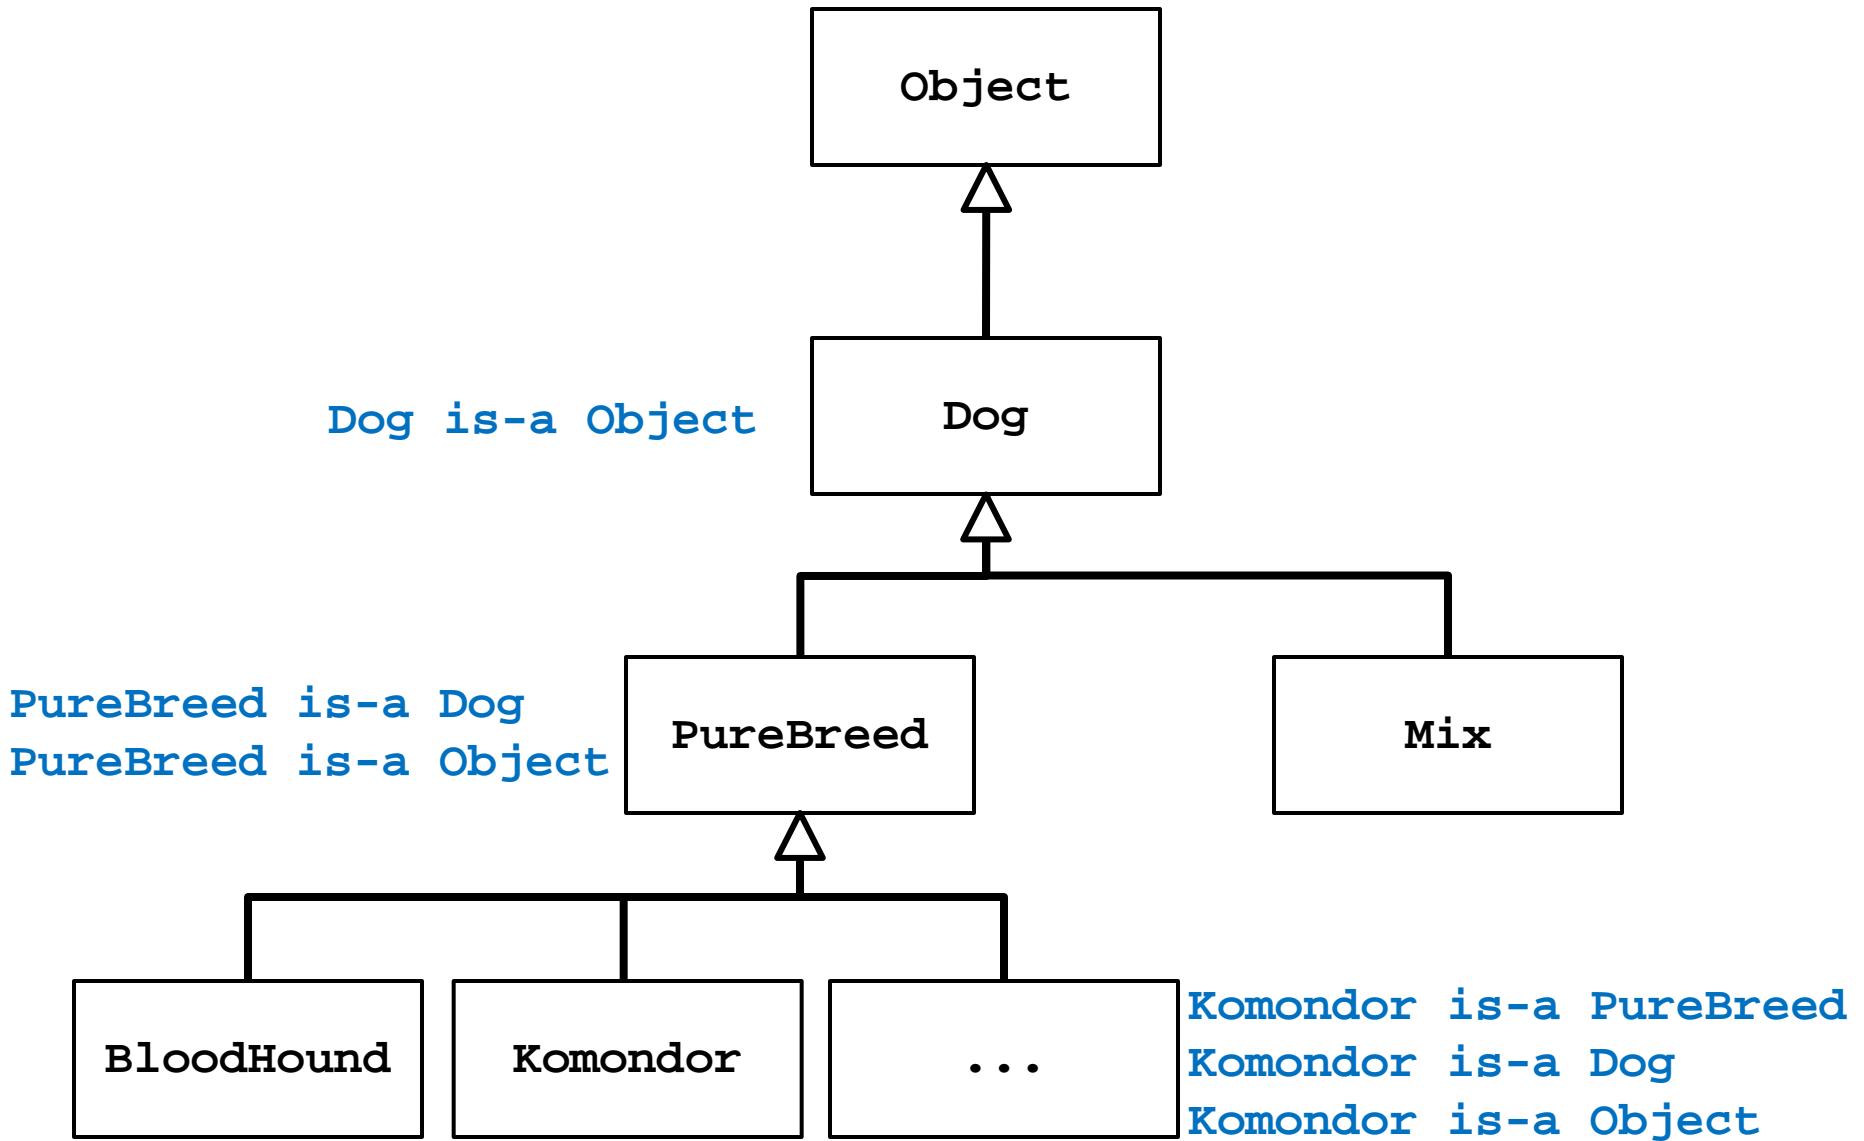 Object
Dog is-a Object
Dog
PureBreed is-a Dog
PureBreed is-a Object
PureBreed
Mix
BloodHound
Komondor
...
Komondor is-a PureBreed
Komondor is-a Dog
Komondor is-a Object